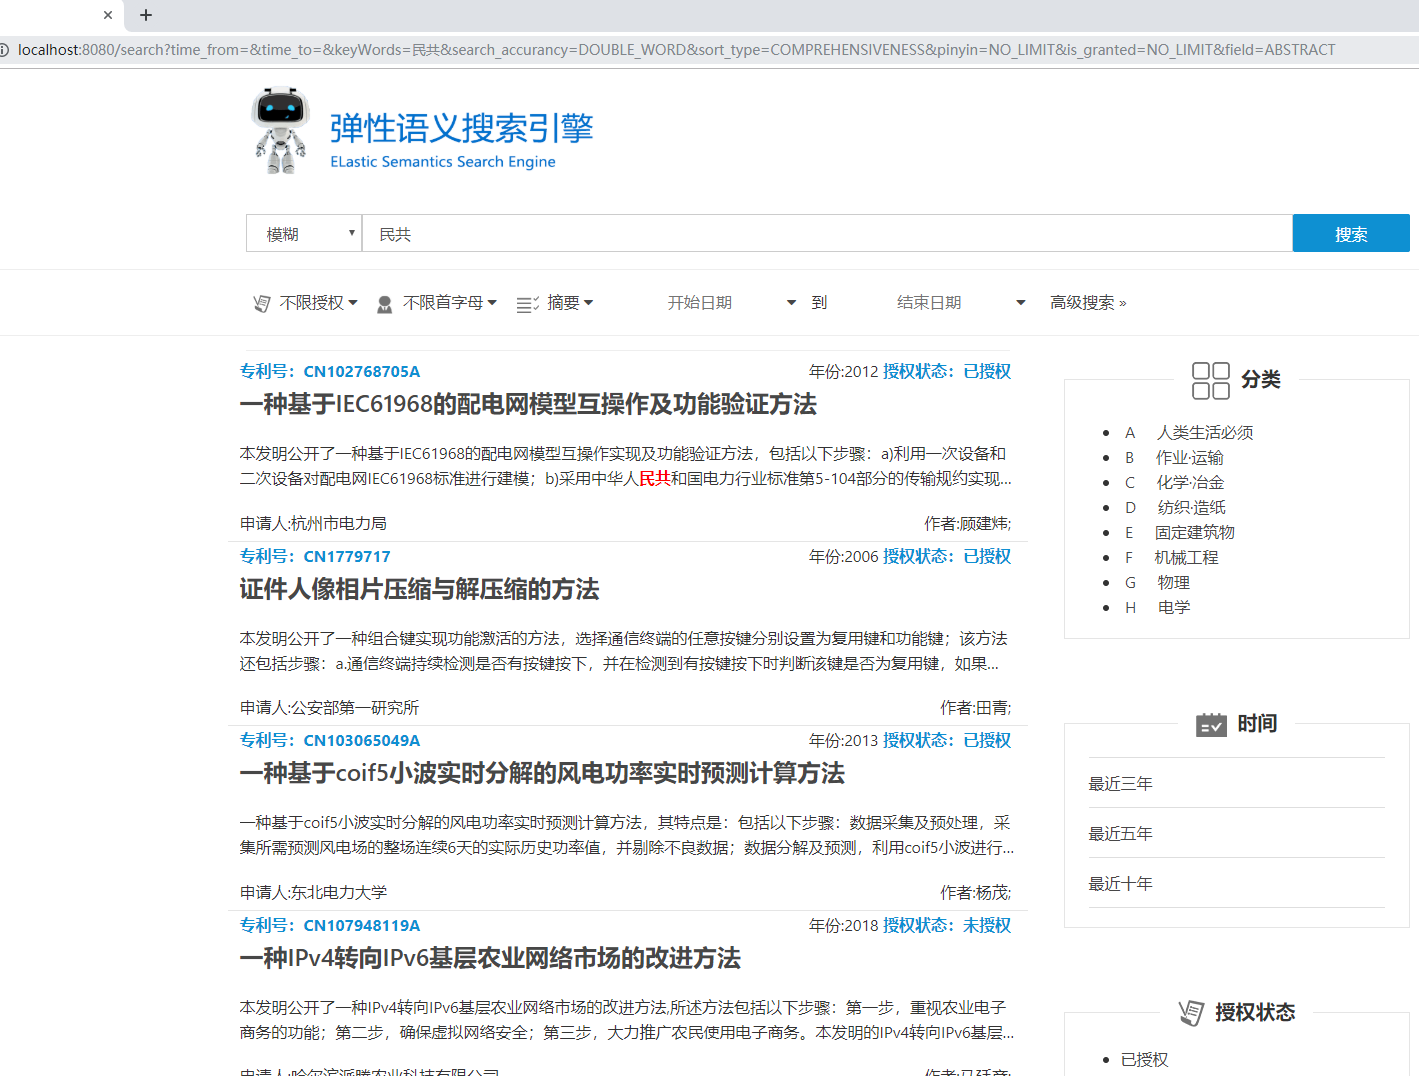 localhost:8080/search?time_from=&time_to=&keyWords=民共&search_accurancy=DOUBLE_WORD&sort_type=COMPREHENSIVENESS&pinyin=NO_LIMIT&is_granted=NO_LIMIT&field=ABSTRACT
弹性语义搜索引擎
ELastic Semantics Search Engine
模糊 民共 搜索
不限授权 不限首字母 摘要 开始日期 到 结束日期 高级搜索 »
专利号：CN102768705A 年份:2012 授权状态：已授权
一种基于IEC61968的配电网模型互操作及功能验证方法
本发明公开了一种基于IEC61968的配电网模型互操作实现及功能验证方法，包括以下步骤：a)利用一次设备和
二次设备对配电网IEC61968标准进行建模；b)采用中华人民共和国电力行业标准第5-104部分的传输规约实现...
申请人:杭州市电力局 作者:顾建炜;
专利号：CN1779717 年份:2006 授权状态：已授权
证件人像相片压缩与解压缩的方法
本发明公开了一种组合键实现功能激活的方法，选择通信终端的任意按键分别设置为复用键和功能键；该方法
还包括步骤：a.通信终端持续检测是否有按键按下，并在检测到有按键按下时判断该键是否为复用键，如果...
申请人:公安部第一研究所 作者:田青;
专利号：CN103065049A 年份:2013 授权状态：已授权
一种基于coif5小波实时分解的风电功率实时预测计算方法
一种基于coif5小波实时分解的风电功率实时预测计算方法，其特点是：包括以下步骤：数据采集及预处理，采
集所需预测风电场的整场连续6天的实际历史功率值，并剔除不良数据；数据分解及预测，利用coif5小波进行...
申请人:东北电力大学 作者:杨茂;
专利号：CN107948119A 年份:2018 授权状态：未授权
一种IPv4转向IPv6基层农业网络市场的改进方法
本发明公开了一种IPv4转向IPv6基层农业网络市场的改进方法,所述方法包括以下步骤：第一步，重视农业电子
商务的功能；第二步，确保虚拟网络安全；第三步，大力推广农民使用电子商务。本发明的IPv4转向IPv6基层...
申请人:哈尔滨派腾农业科技有限公司 作者:马廷彦;
分类
A 人类生活必须
B 作业·运输
C 化学·冶金
D 纺织·造纸
E 固定建筑物
F 机械工程
G 物理
H 电学
时间
最近三年
最近五年
最近十年
授权状态
已授权